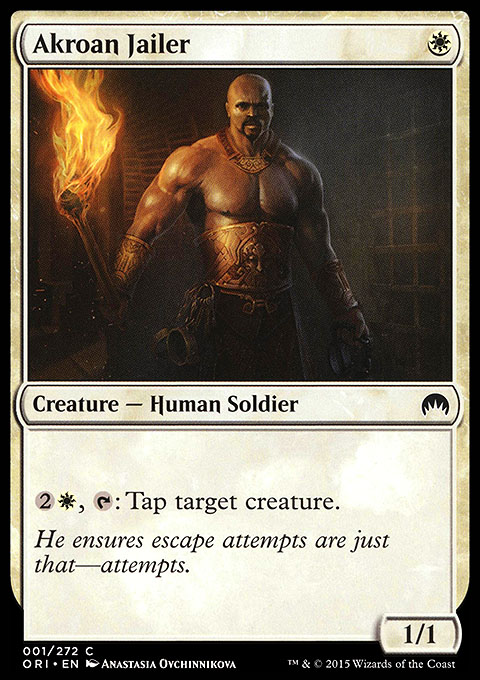 Akroan Jailer
Creature — Human Soldier
2, : Tap target creature.
He ensures escape attempts are just
that—attempts.
1/1
001/272 C
ORI • EN Anastasia Ovchinnikova
™ & © 2015 Wizards of the Coast